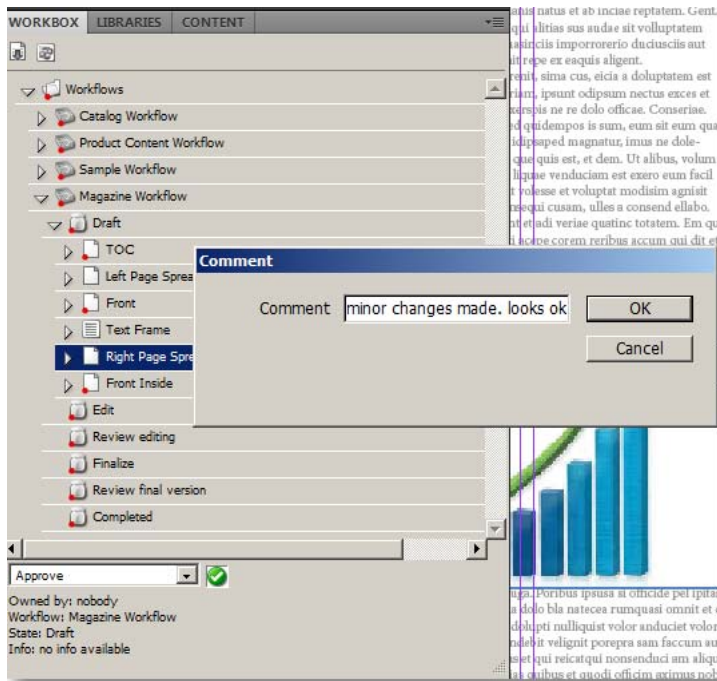 WORKBOX LIBRARIES CONTENT
Workflows
Catalog Workflow
Product Content Workflow
Sample Workflow
Magazine Workflow
Draft
TOC
Left Page Sprea
Front
Text Frame
Right Page Spre
Front Inside
Edit
Review editing
Finalize
Review final version
Completed
Approve
Owned by: nobody
Workflow: Magazine Workflow
State: Draft
Info: no info available
Comment
Comment minor changes made. looks ok OK
Cancel
natus et ab inciae reptatem. Gent.
alitias sus audae sit volluptatem
imporrorerio duciusciis aut
repe ex eaquis aligent.
sima cus, eicia a doluptatem est
ipsunt odipsum nectus exces et
ne re dolo officae. Conseriae.
quidempos is sum, eum sit eum qua
magnatur, imus ne dole-
quis est, et dem. Ut alibus, volum
venduciam est exero eum facil
et voluptat modisim agnisit
cusam, ulles a consend ellabo.
adi veriae quatinc totatem. Em qu
corem reribus accum qui dit et
Poribus ipsusa si officide pel ipita
bla natecea rumquasi omnit et
nulliquist volor anduciet volor
velignit porepra sam faccum au
qui reicatqui nonsenduci am aliqu
quibus et quodi officim aximus nob